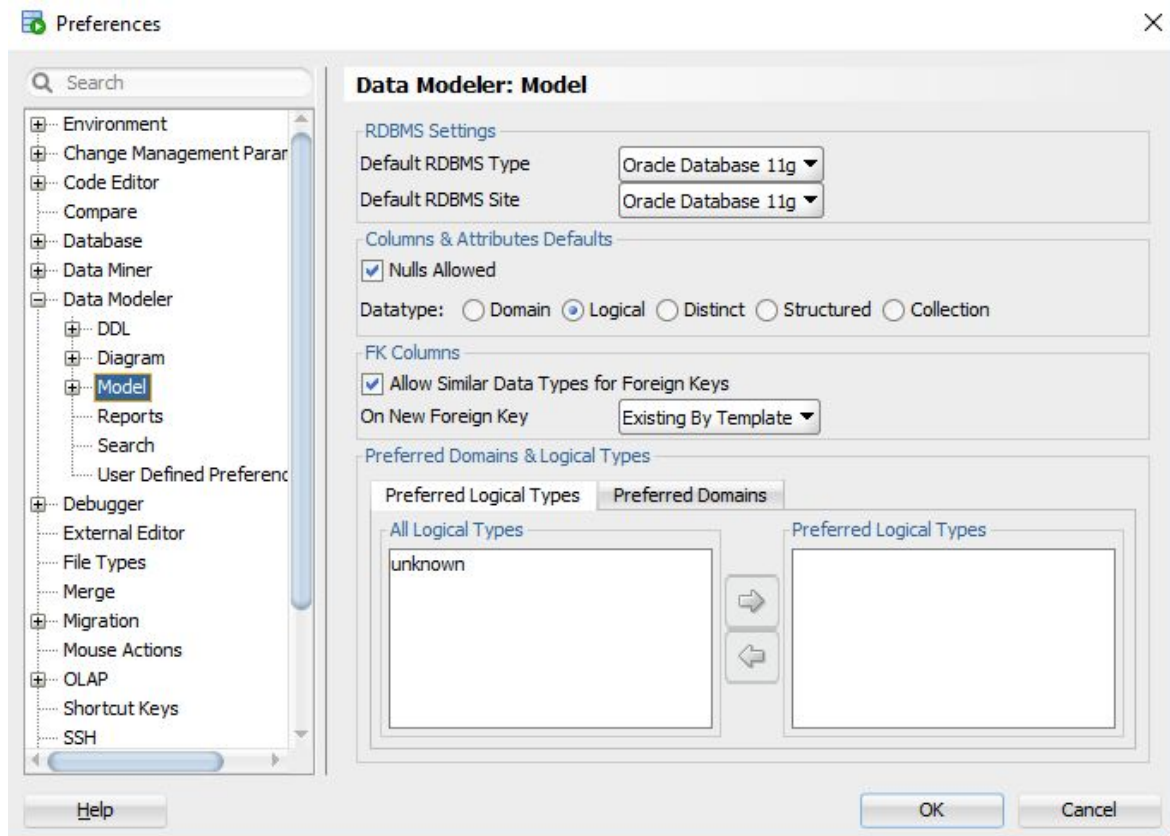 Preferences
Search
Environment
Change Management Parar
Code Editor
Compare
Database
Data Miner
Data Modeler
DDL
Diagram
Model
Reports
Search
User Defined Preferenc
Debugger
External Editor
File Types
Merge
Migration
Mouse Actions
OLAP
Shortcut Keys
SSH
Data Modeler: Model
RDBMS Settings
Default RDBMS Type Oracle Database 11g
Default RDBMS Site Oracle Database 11g
Columns & Attributes Defaults
Nulls Allowed
Datatype: Domain Logical Distinct Structured Collection
FK Columns
Allow Similar Data Types for Foreign Keys
On New Foreign Key Existing By Template
Preferred Domains & Logical Types
Preferred Logical Types Preferred Domains
All Logical Types Preferred Logical Types
unknown
Help OK Cancel